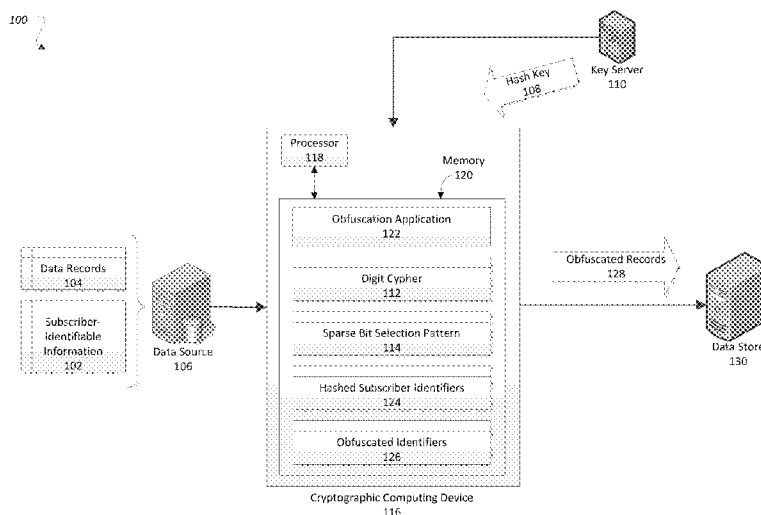 100
Hash Key
108
Key Server
110
Processor
118
Memory
120
Obfuscation Application
122
Data Records
104
Subscriber-
Identifiable
Information
102
Data Source
106
Digit Cypher
112
Sparse Bit Selection Pattern
114
Hashed Subscriber Identifiers
124
Obfuscated Identifiers
126
Obfuscated Records
128
Data Store
130
Cryptographic Computing Device
116